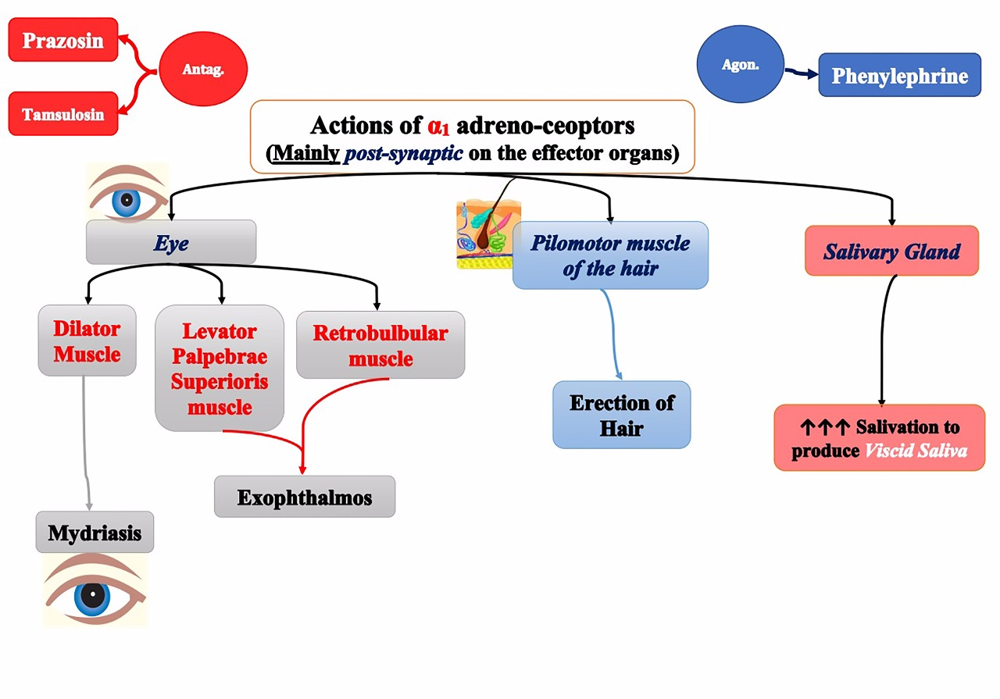 Prazosin
Antag.
Tamsulosin
Agon.
Phenylephrine
Actions of α₁ adreno-ceoptors
(Mainly post-synaptic on the effector organs)
Eye
Pilomotor muscle
of the hair
Salivary Gland
Dilator
Muscle
Levator
Palpebrae
Superioris
muscle
Retrobulbular
muscle
Erection of
Hair
↑↑↑ Salivation to
produce Viscid Saliva
Exophthalmos
Mydriasis